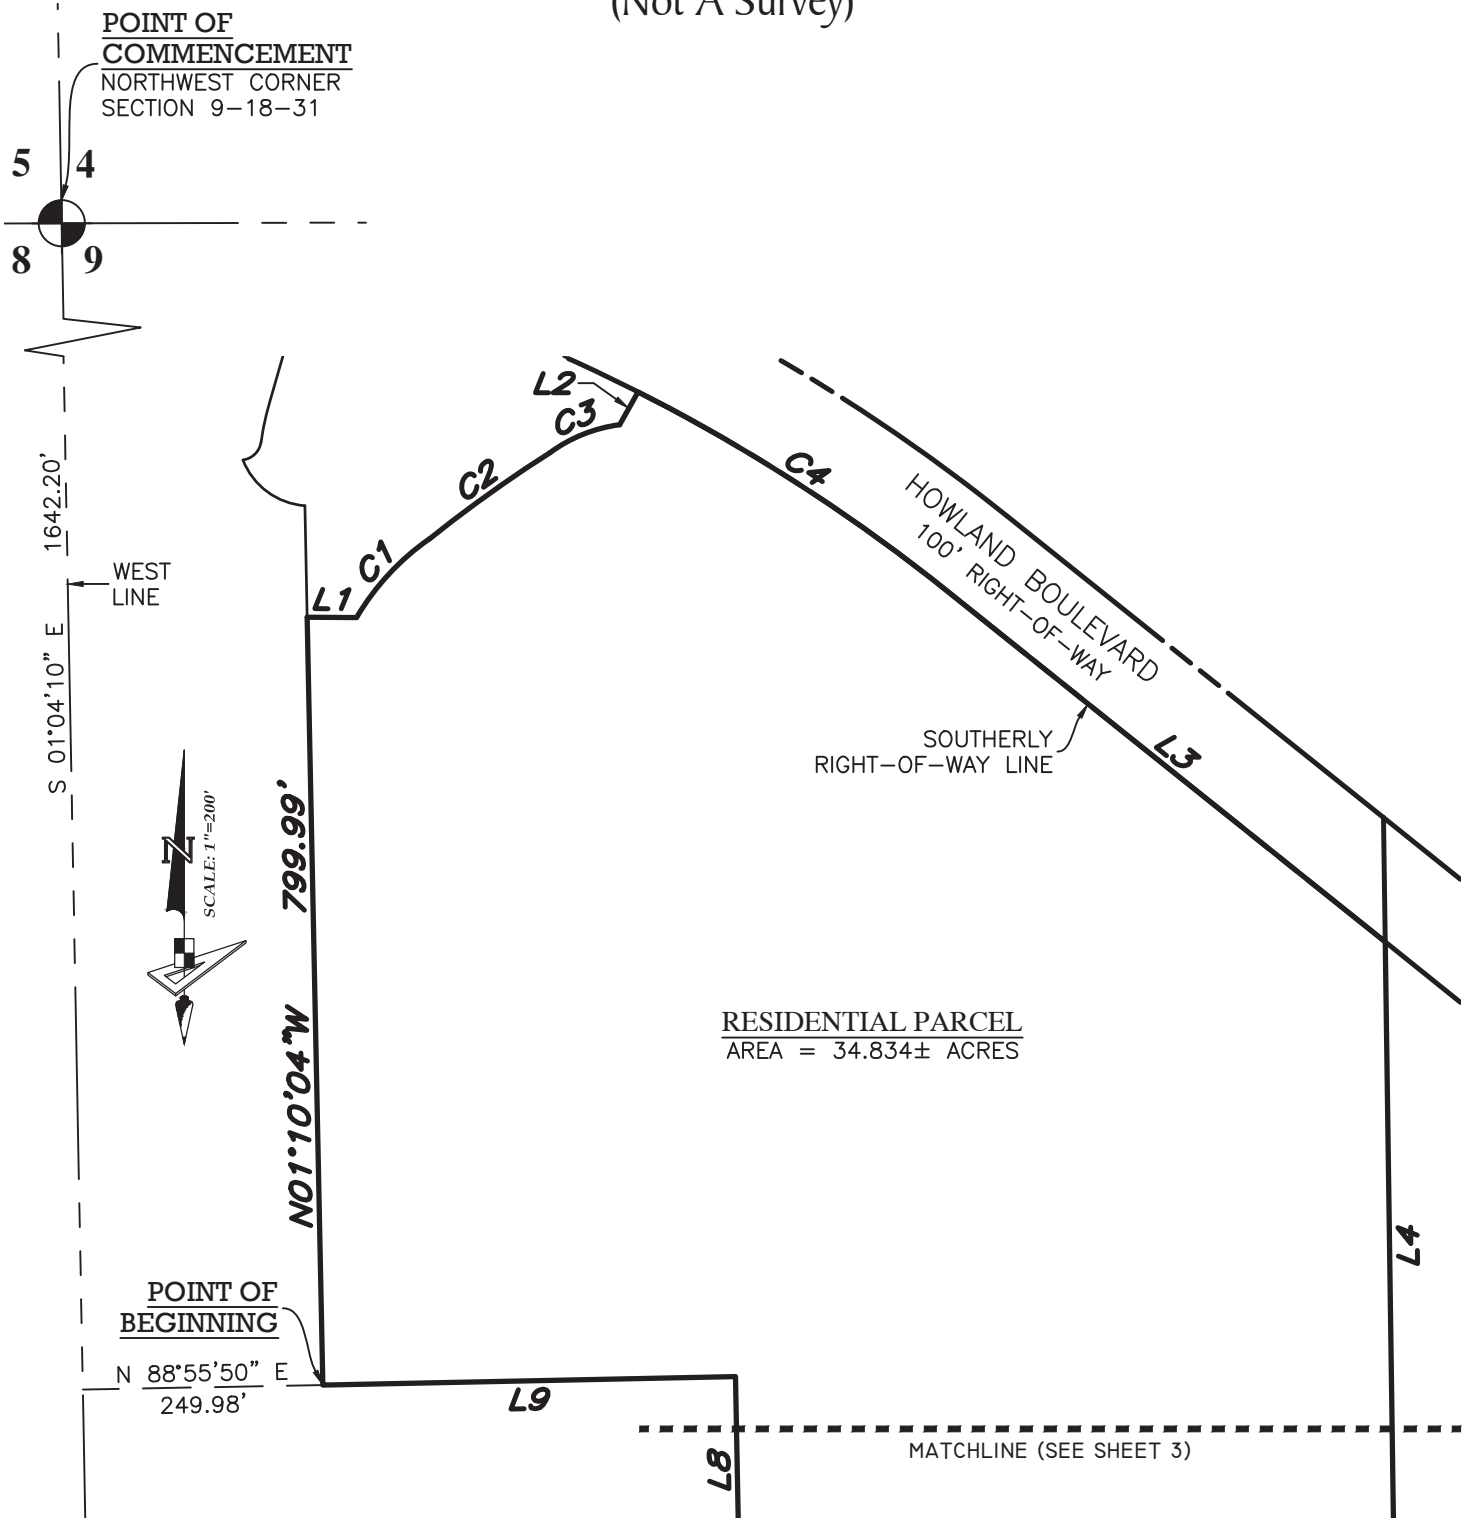 (Not A Survey)
POINT OF
COMMENCEMENT
NORTHWEST CORNER
SECTION 9-18-31
5 4
8 9
L2
C3
C2
C1
L1
C4
HOWLAND BOULEVARD
100' RIGHT-OF-WAY
S 01°04'10" E 1642.20'
WEST
LINE
SOUTHERLY
RIGHT-OF-WAY LINE
L3
N
SCALE: 1"=200'
N01°10'04"W 799.99'
RESIDENTIAL PARCEL
AREA = 34.834± ACRES
L4
POINT OF
BEGINNING
N 88°55'50" E
249.98'
L9
L8
MATCHLINE (SEE SHEET 3)